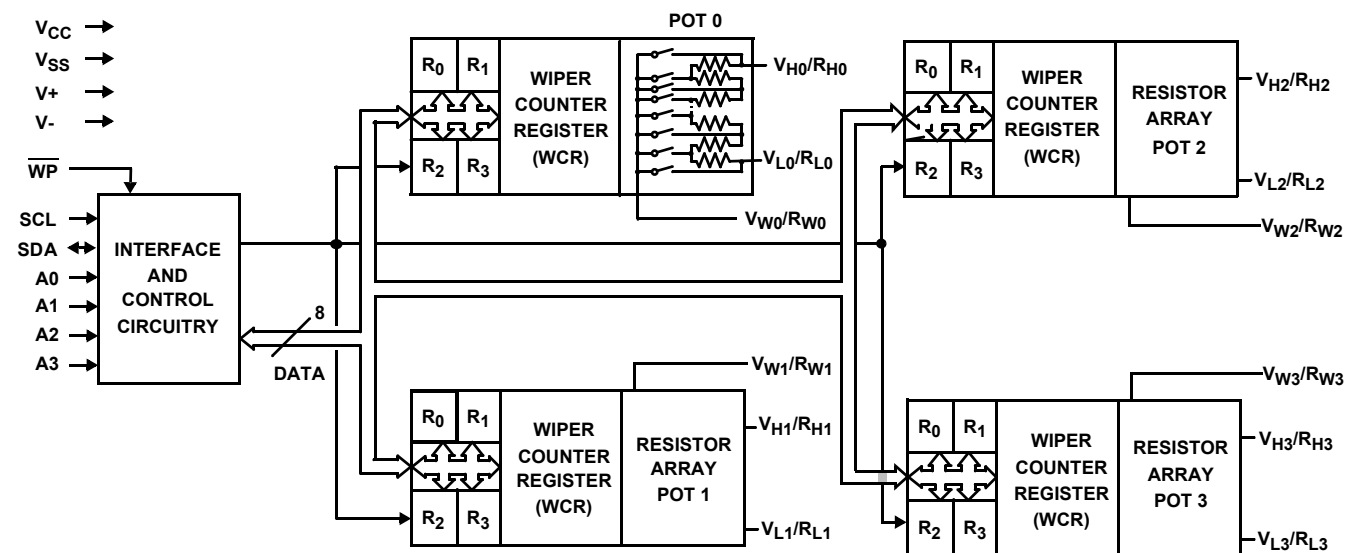 VCC
VSS
V+
V-
WP
SCL
SDA
A0
A1
A2
A3
INTERFACE
AND
CONTROL
CIRCUITRY
8
DATA
POT 0
R0 R1
R2 R3
WIPER
COUNTER
REGISTER
(WCR)
VH0/RH0
VL0/RL0
VW0/RW0
R0 R1
R2 R3
WIPER
COUNTER
REGISTER
(WCR)
RESISTOR
ARRAY
POT 2
VH2/RH2
VL2/RL2
VW2/RW2
R0 R1
R2 R3
WIPER
COUNTER
REGISTER
(WCR)
RESISTOR
ARRAY
POT 1
VW1/RW1
VH1/RH1
VL1/RL1
R0 R1
R2 R3
WIPER
COUNTER
REGISTER
(WCR)
RESISTOR
ARRAY
POT 3
VW3/RW3
VH3/RH3
VL3/RL3